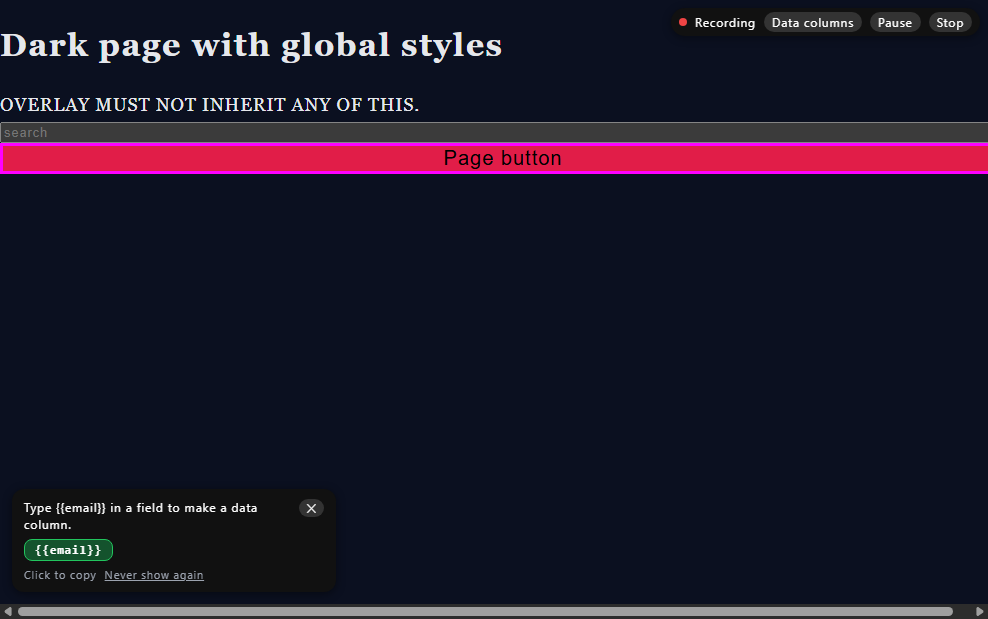 Dark page with global styles
Recording Data columns Pause Stop
OVERLAY MUST NOT INHERIT ANY OF THIS.
search
Page button
Type {{email}} in a field to make a data
column.
{{email}}
Click to copy Never show again